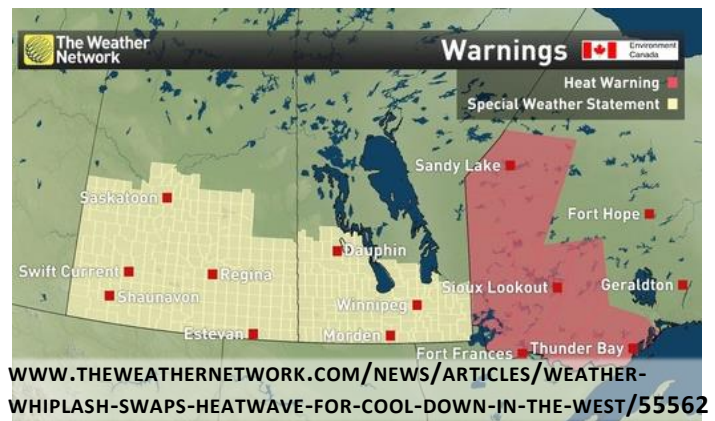 The Weather
Network
Warnings
Environment
Canada
Heat Warning
Special Weather Statement
Sandy Lake
Saskatoon
Fort Hope
Dauphin
Swift Current
Regina
Sioux Lookout
Geraldton
Shaunavon
Winnipeg
Estevan
Morden
Fort Frances
Thunder Bay
WWW.THEWEATHERNETWORK.COM/NEWS/ARTICLES/WEATHER-
WHIPLASH-SWAPS-HEATWAVE-FOR-COOL-DOWN-IN-THE-WEST/55562